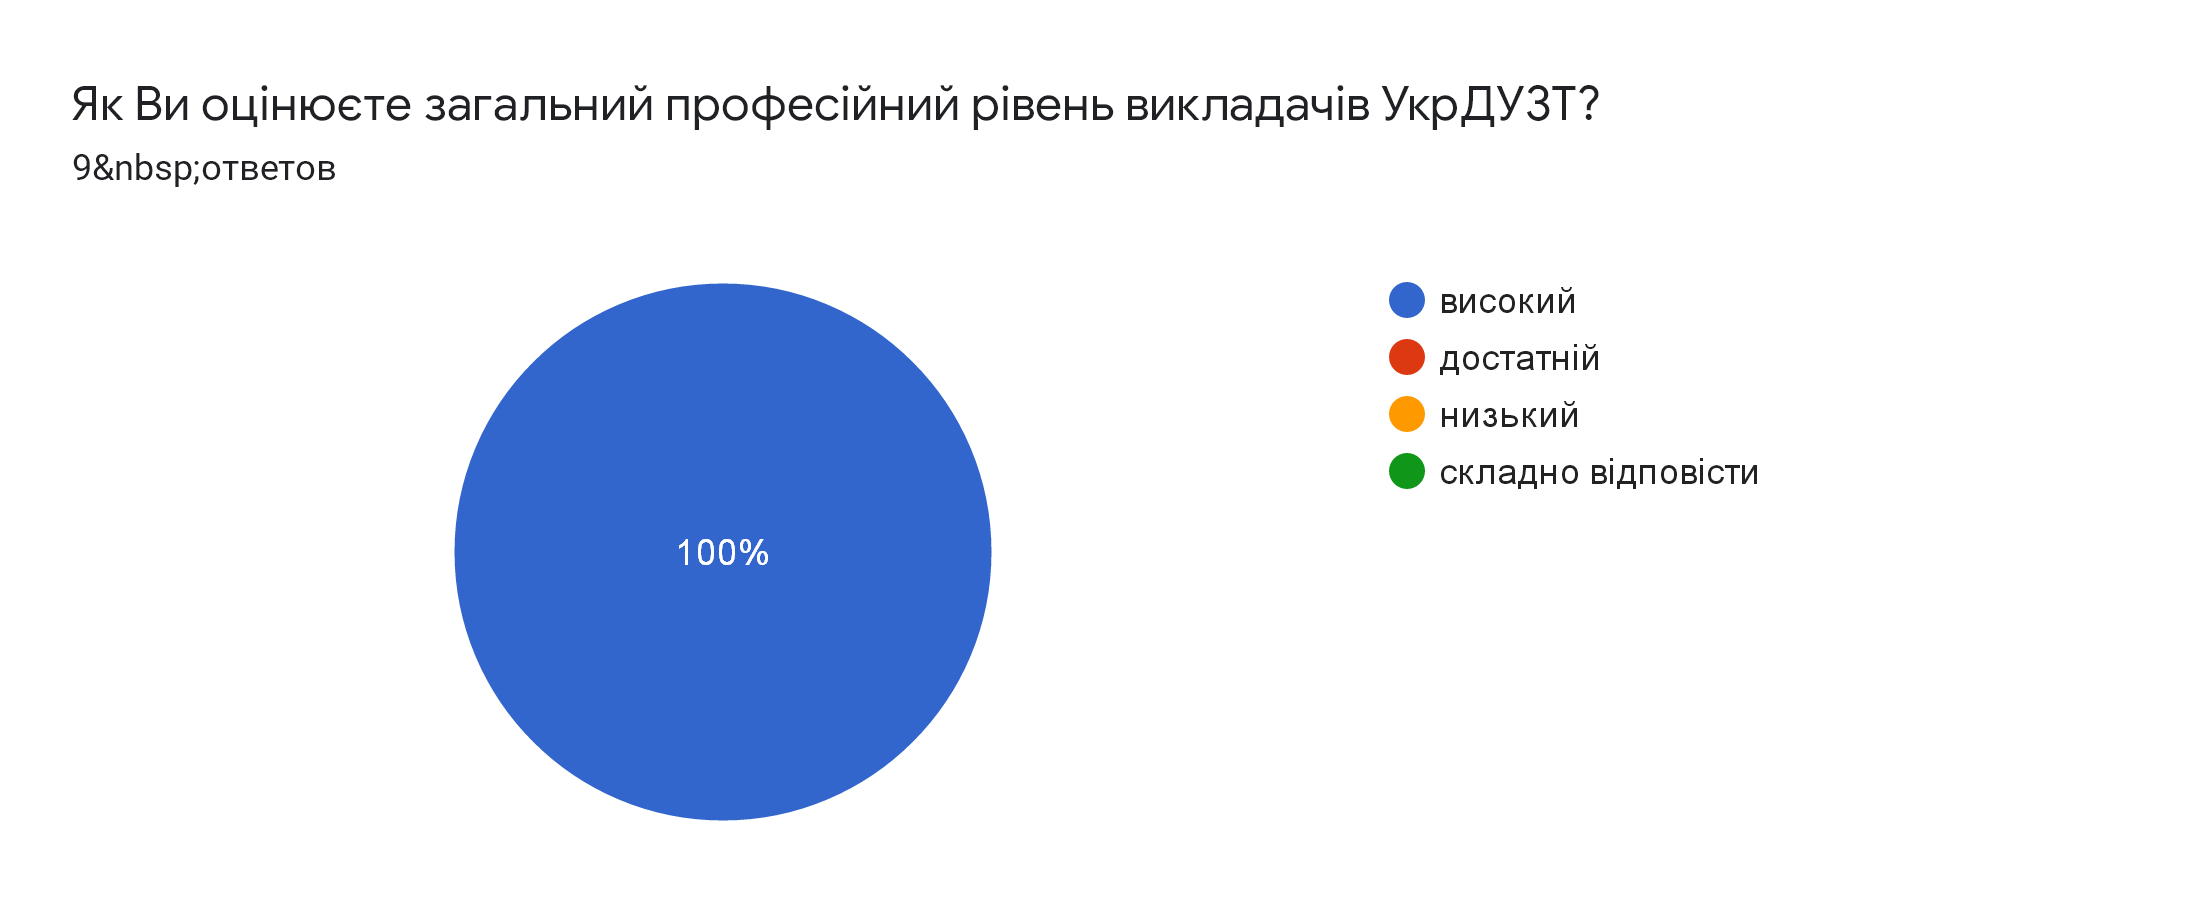 Як Ви оцінюєте загальний професійний рівень викладачів УкрДУЗТ?
9&nbsp;ответов
100%
високий
достатній
низький
складно відповісти